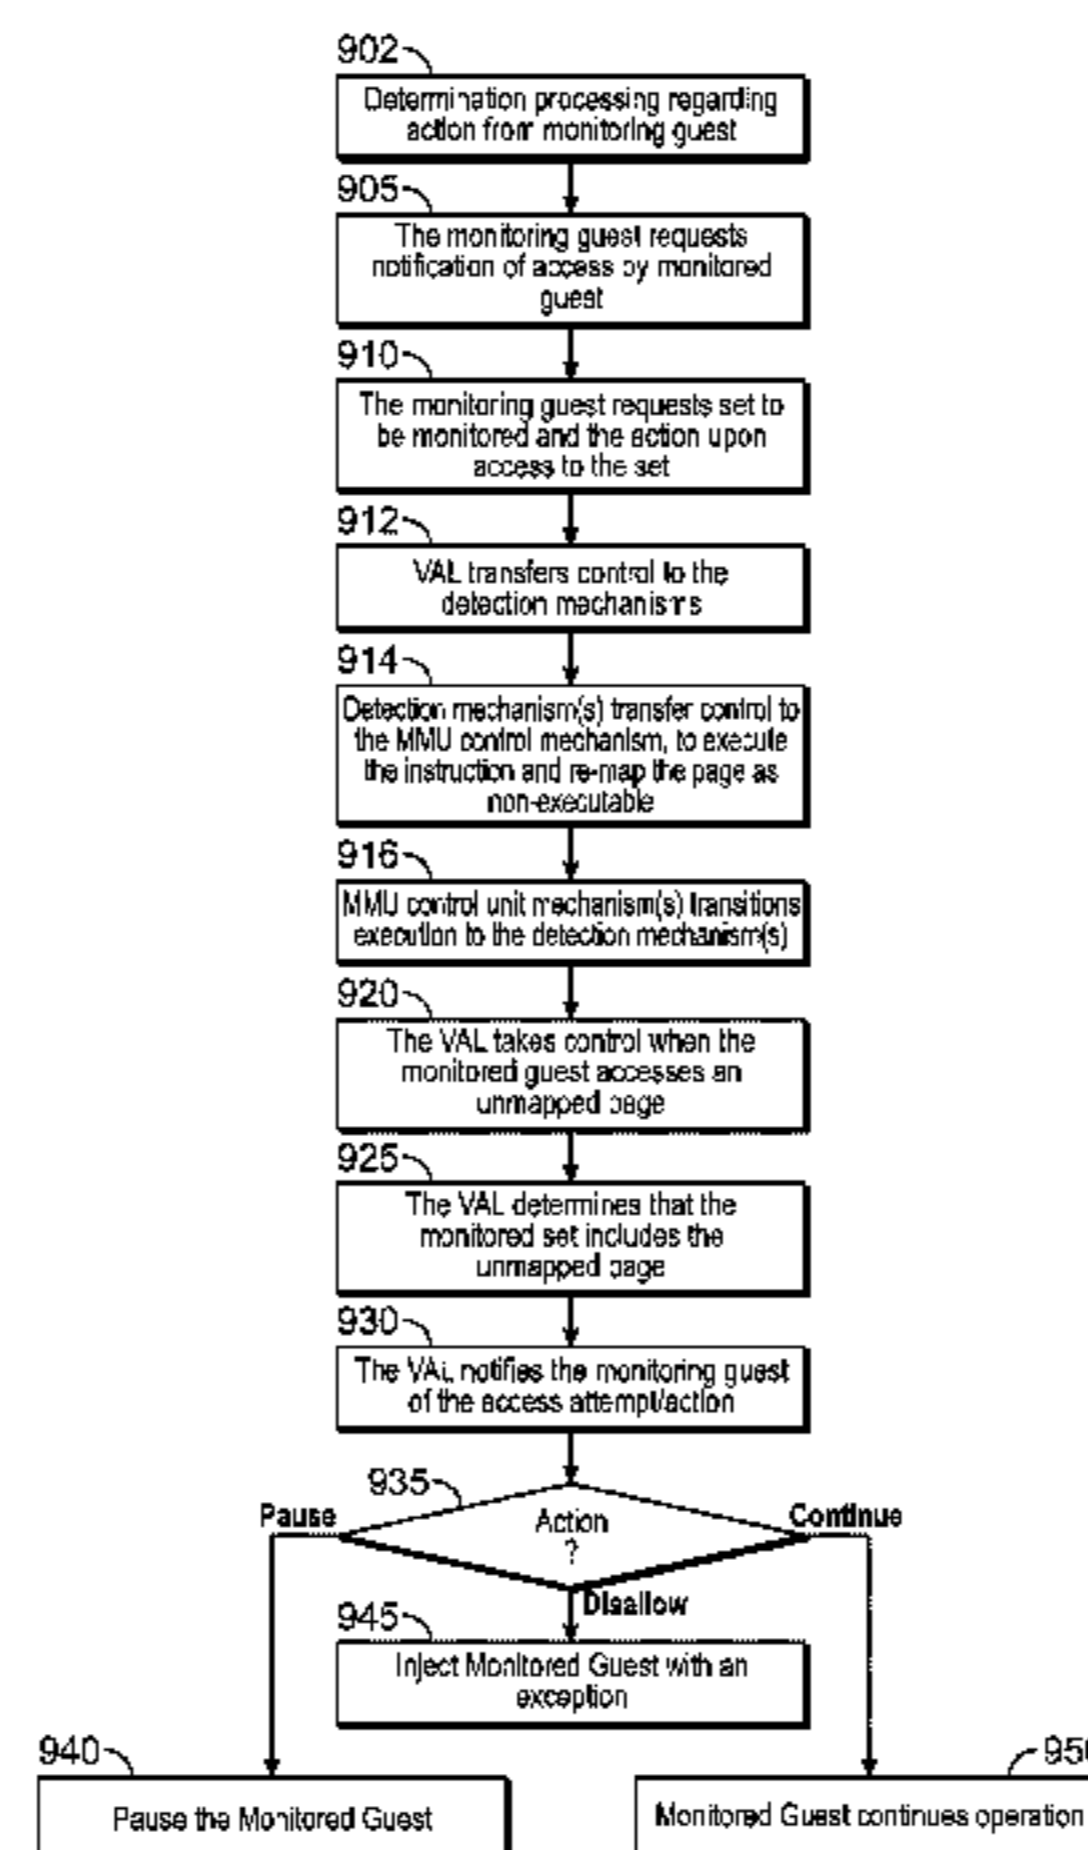 902
Determination processing regarding
action from monitoring guest
905
The monitoring guest requests
notification of access by monitored
guest
910
The monitoring guest requests set to
be monitored and the action upon
access to the set
912
VAL transfers control to the
detection mechanisms
914
Detection mechanism(s) transfer control to
the MMU control mechanism, to execute
the instruction and re-map the page as
non-executable
916
MMU control unit mechanism(s) transitions
execution to the detection mechanism(s)
920
The VAL takes control when the
monitored guest accesses an
unmapped page
925
The VAL determines that the
monitored set includes the
unmapped page
930
The VAL notifies the monitoring guest
of the access attempt/action
935
Pause
Action
?
Continue
Disallow
945
Inject Monitored Guest with an
exception
940
Pause the Monitored Guest
950
Monitored Guest continues operation